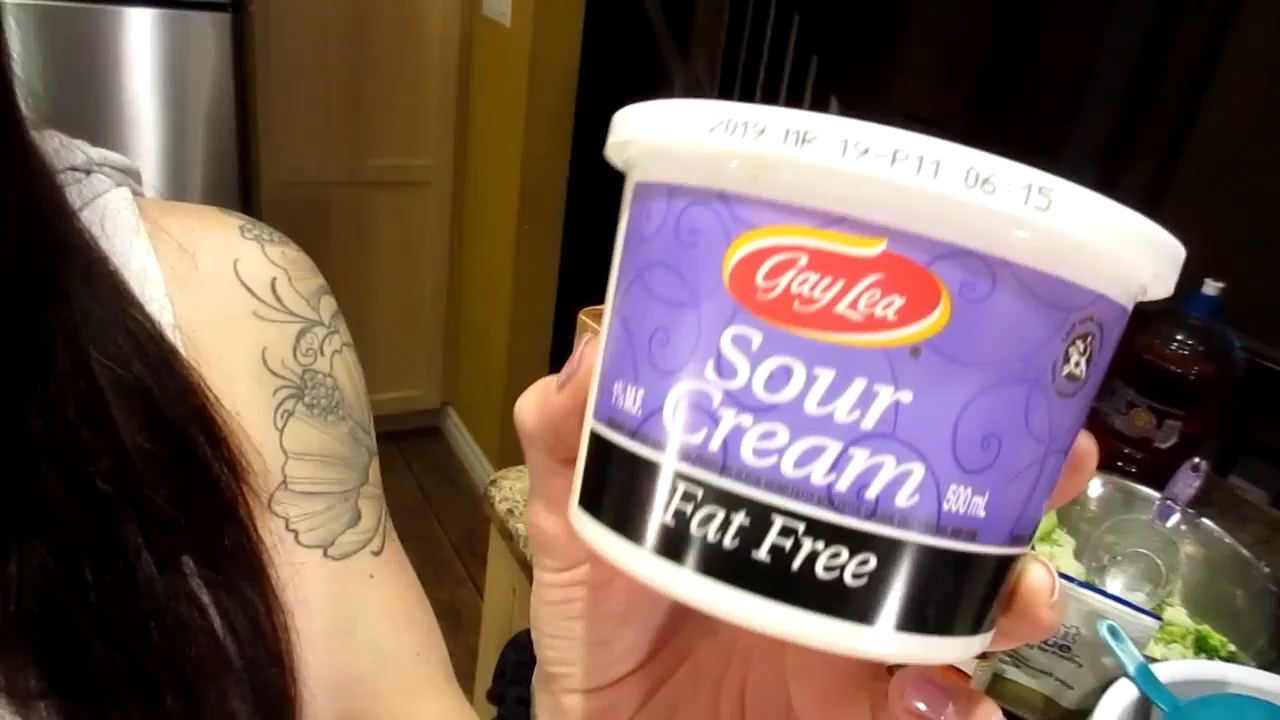 2019 MR 19-P11 06:15
Gay Lea
Sour
Cream
1% M.F.
500 mL
Fat Free